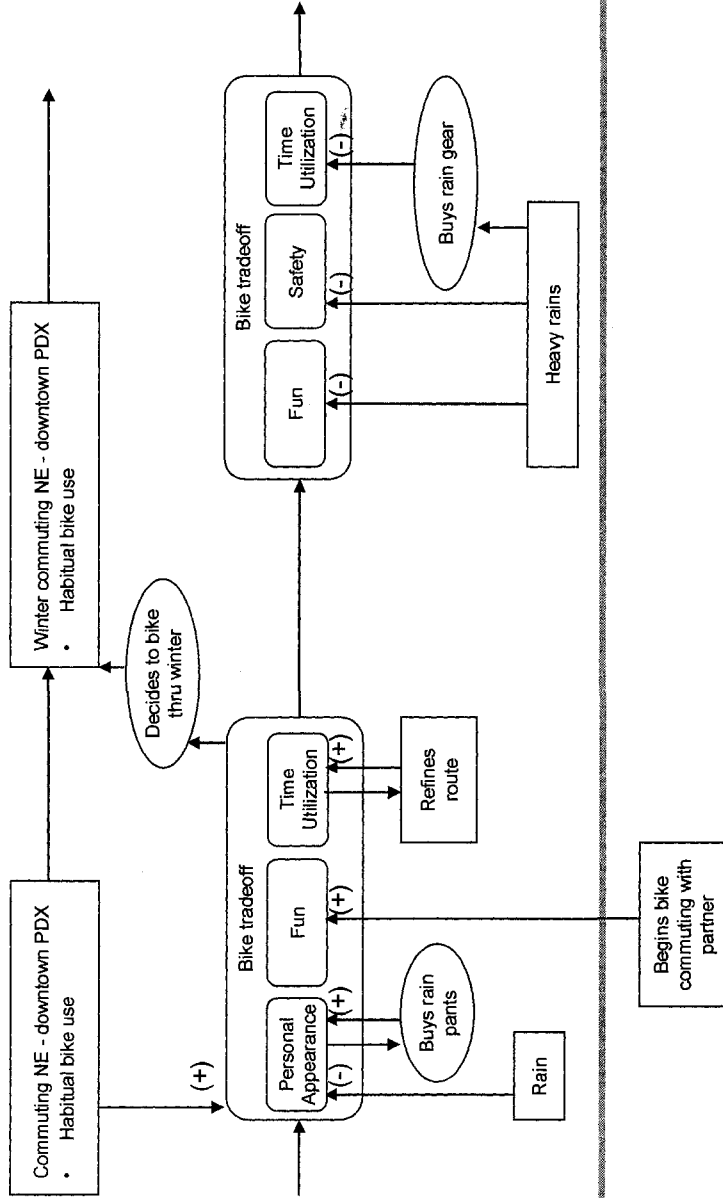 Commuting NE - downtown PDX
• Habitual bike use
Winter commuting NE - downtown PDX
• Habitual bike use
Decides to bike
thru winter
(+)
Bike tradeoff
Personal
Appearance
Fun
Time
Utilization
(-)
(+)
(+)
(+)
Buys rain
pants
Refines
route
Rain
Begins bike
commuting with
partner
Bike tradeoff
Fun
Safety
Time
Utilization
(-)
(-)
(-)
Buys rain gear
Heavy rains